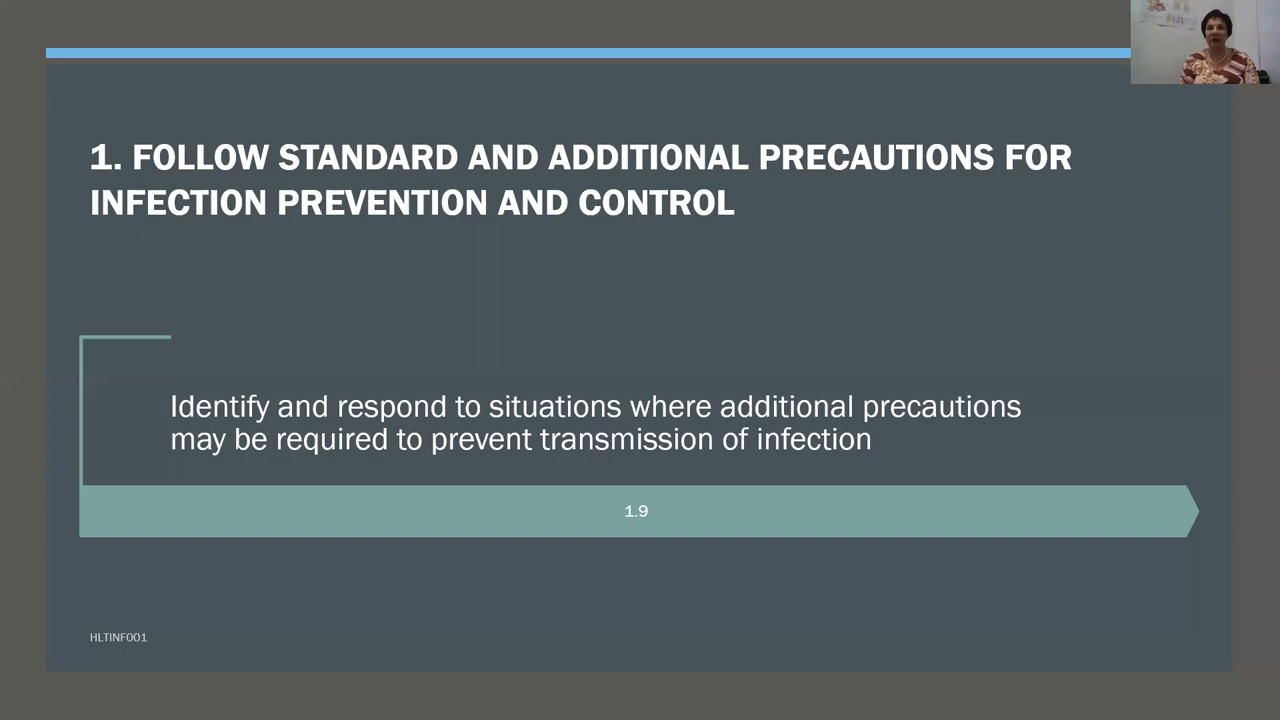 1. FOLLOW STANDARD AND ADDITIONAL PRECAUTIONS FOR
INFECTION PREVENTION AND CONTROL
Identify and respond to situations where additional precautions
may be required to prevent transmission of infection
1.9
HLTINF001